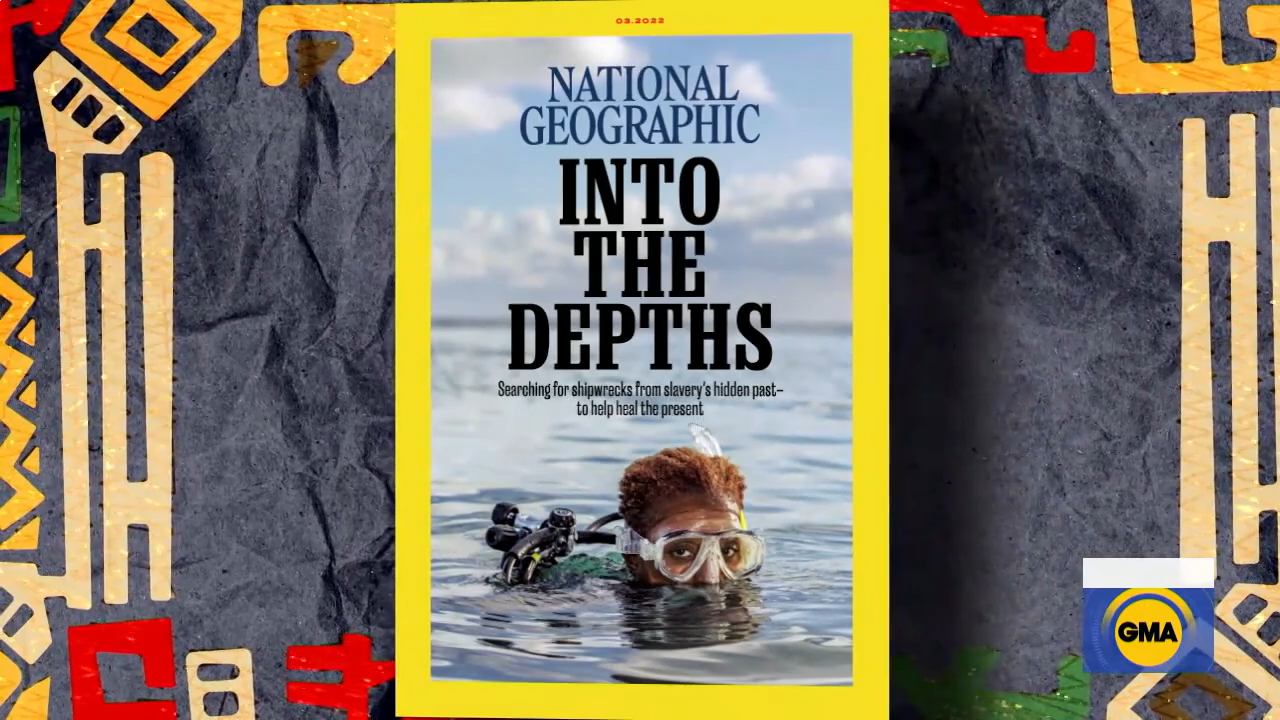 03.2022
NATIONAL
GEOGRAPHIC
INTO
THE
DEPTHS
Searching for shipwrecks from slavery's hidden past–
to help heal the present
GMA